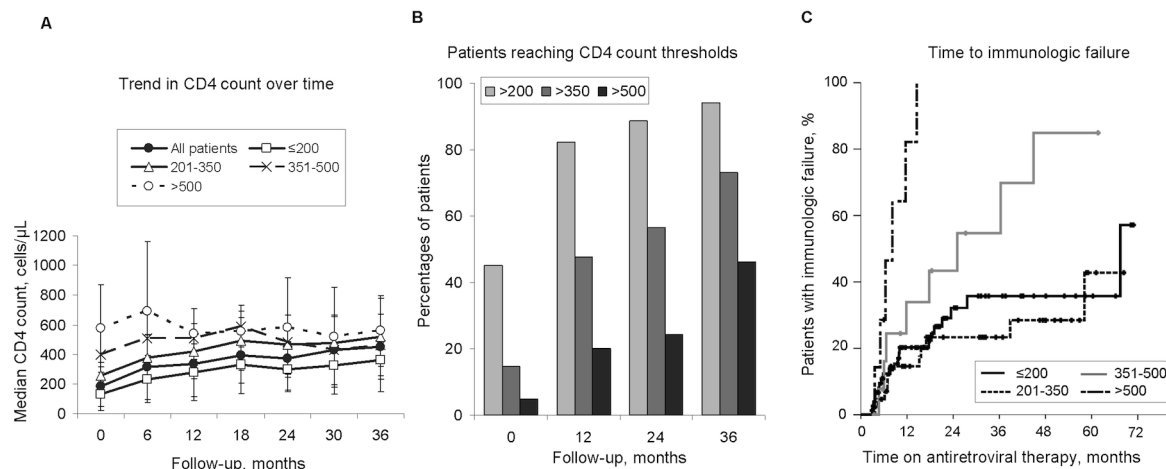 A
Trend in CD4 count over time
All patients
≤200
201-350
351-500
>500
Median CD4 count, cells/µL
1200
1000
800
600
400
200
0
0 6 12 18 24 30 36
Follow-up, months
B
Patients reaching CD4 count thresholds
>200 >350 >500
Percentages of patients
100
80
60
40
20
0
0 12 24 36
Follow-up, months
C
Time to immunologic failure
Patients with immunologic failure, %
100
80
60
40
20
0
≤200 351-500
201-350 >500
0 12 24 36 48 60 72
Time on antiretroviral therapy, months